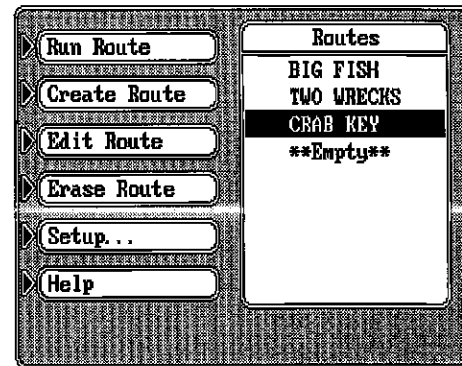 Run Route
Create Route
Edit Route
Erase Route
Setup...
Help
Routes
BIG FISH
TWO WRECKS
CRAB KEY
**Empty**